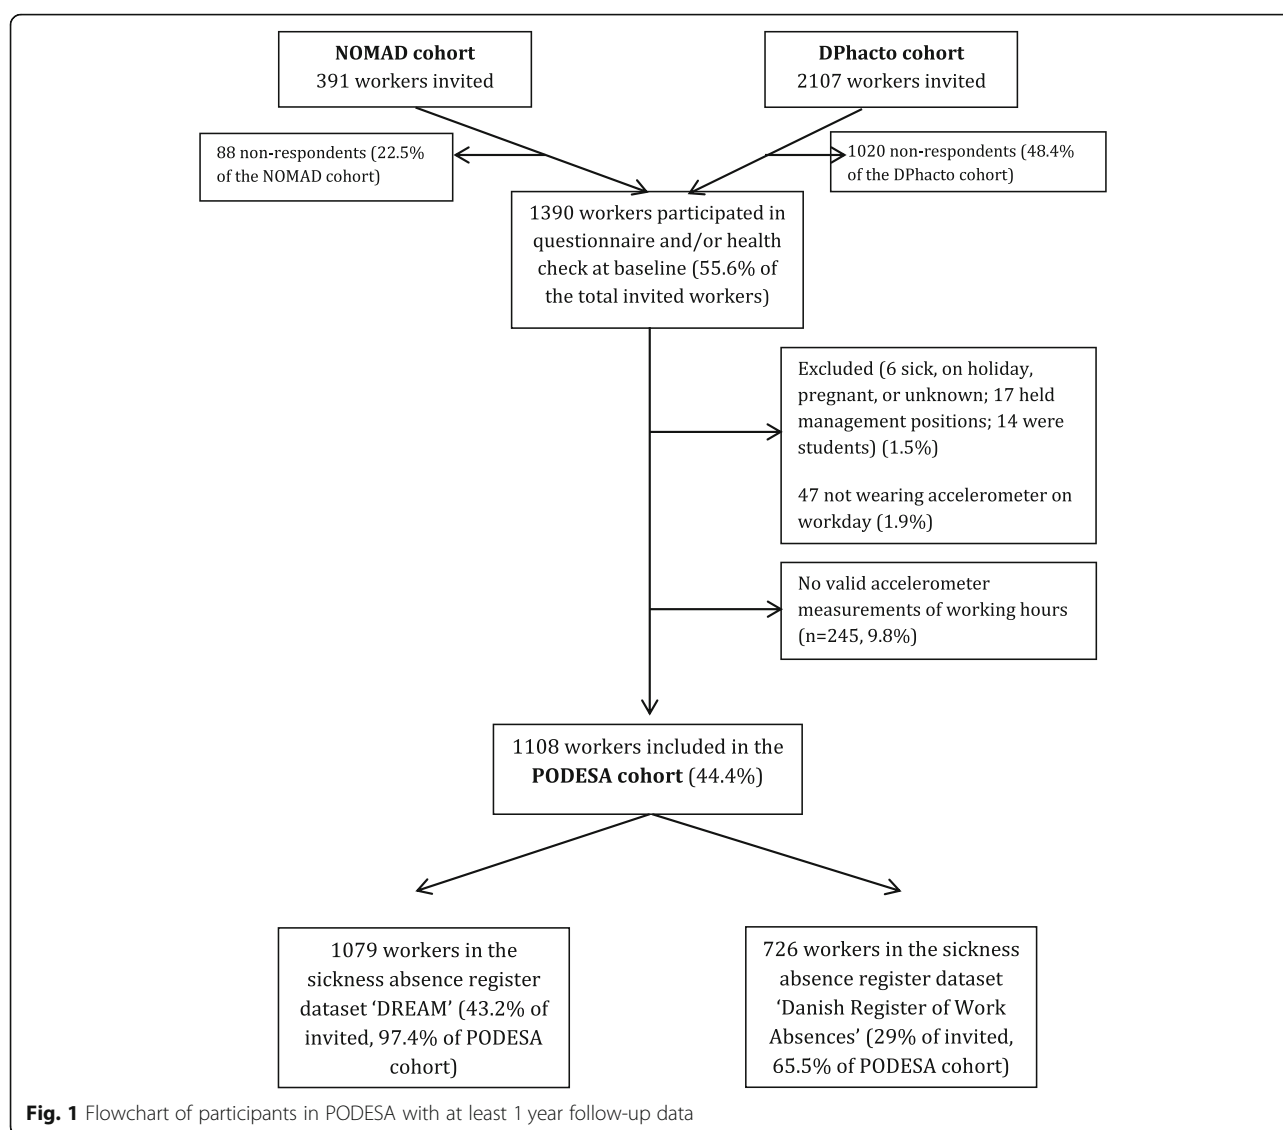 NOMAD cohort
391 workers invited
DPhacto cohort
2107 workers invited
88 non-respondents (22.5%
of the NOMAD cohort)
1020 non-respondents (48.4%
of the DPhacto cohort)
1390 workers participated in
questionnaire and/or health
check at baseline (55.6% of
the total invited workers)
Excluded (6 sick, on holiday,
pregnant, or unknown; 17 held
management positions; 14 were
students) (1.5%)
47 not wearing accelerometer on
workday (1.9%)
No valid accelerometer
measurements of working hours
(n=245, 9.8%)
1108 workers included in the
PODESA cohort (44.4%)
1079 workers in the
sickness absence register
dataset ‘DREAM’ (43.2% of
invited, 97.4% of PODESA
cohort)
726 workers in the sickness
absence register dataset
‘Danish Register of Work
Absences’ (29% of invited,
65.5% of PODESA cohort)
Fig. 1 Flowchart of participants in PODESA with at least 1 year follow-up data